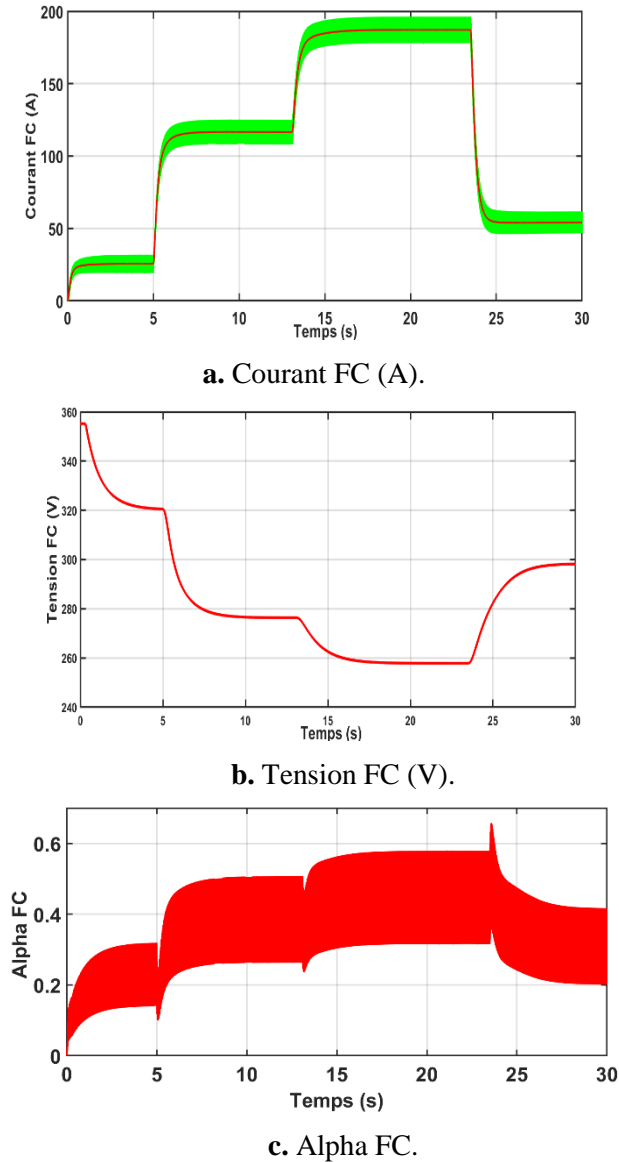 200
150
100
50
0
Courant FC (A)
0 5 10 15 20 25 30
Temps (s)
a. Courant FC (A).
360
340
320
300
280
260
240
Tension FC (V)
0 5 10 15 20 25 30
Temps (s)
b. Tension FC (V).
0.6
0.4
0.2
0
Alpha FC
0 5 10 15 20 25 30
Temps (s)
c. Alpha FC.